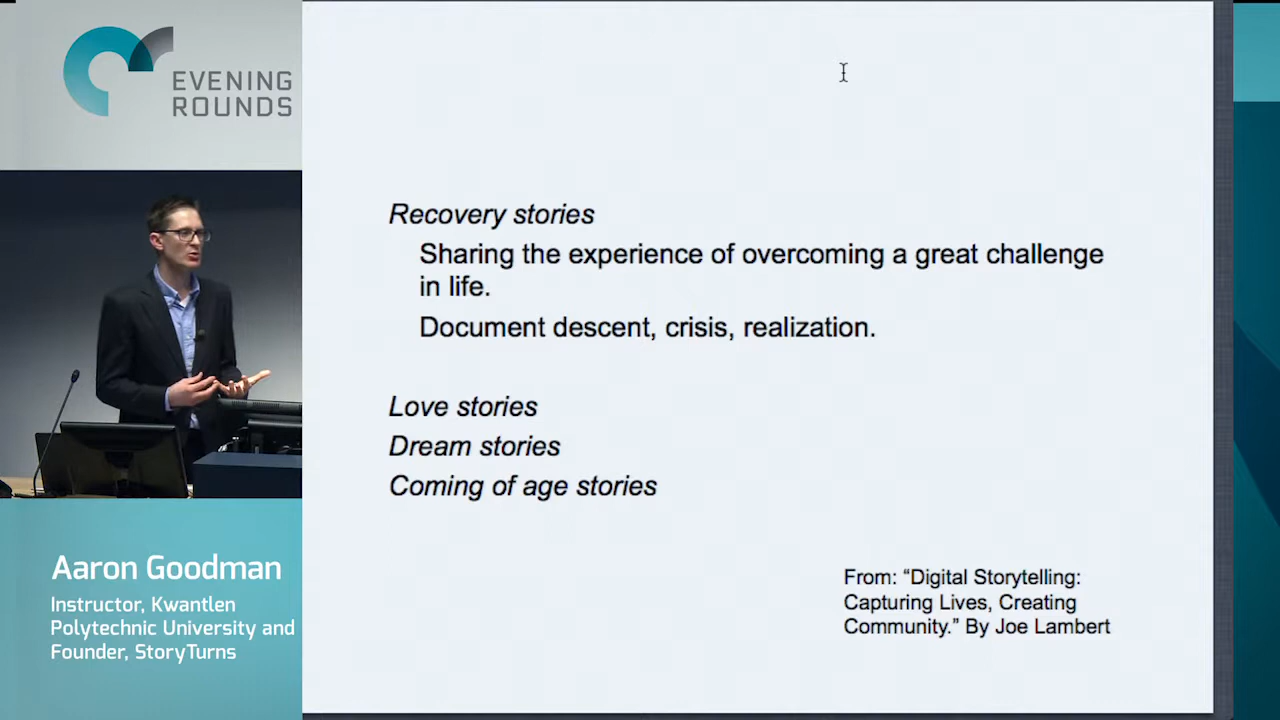 EVENING
ROUNDS
Recovery stories
Sharing the experience of overcoming a great challenge
in life.
Document descent, crisis, realization.
Love stories
Dream stories
Coming of age stories
From: “Digital Storytelling:
Capturing Lives, Creating
Community.” By Joe Lambert
Aaron Goodman
Instructor, Kwantlen
Polytechnic University and
Founder, StoryTurns